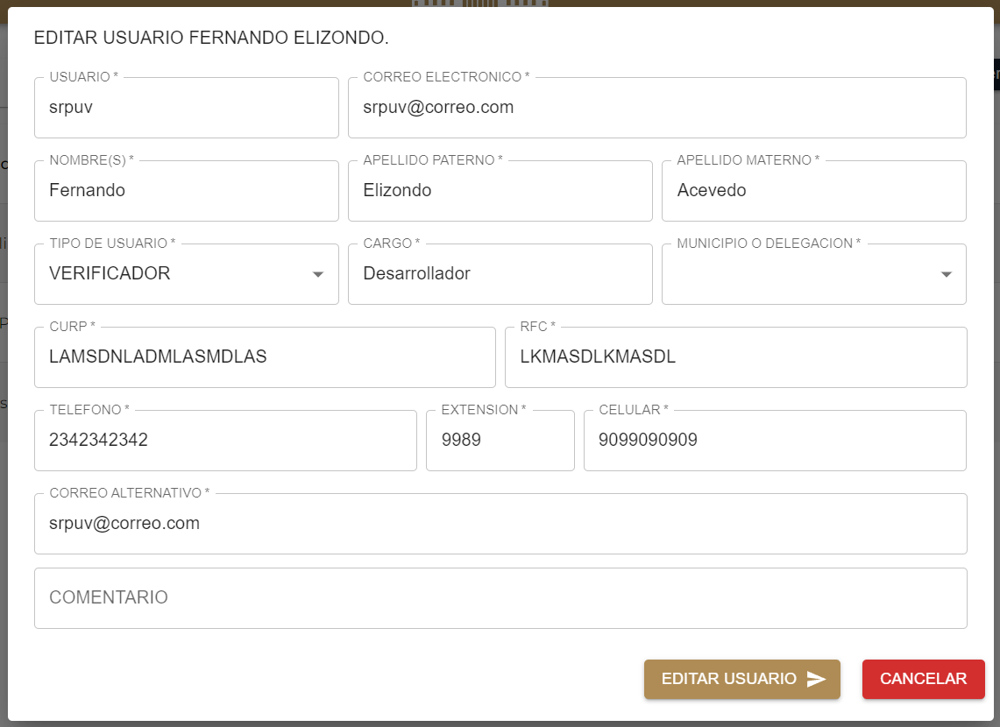 EDITAR USUARIO FERNANDO ELIZONDO.
USUARIO * CORREO ELECTRONICO *
srpuv srpuv@correo.com
NOMBRE(S) * APELLIDO PATERNO * APELLIDO MATERNO *
Fernando Elizondo Acevedo
TIPO DE USUARIO * CARGO * MUNICIPIO O DELEGACION *
VERIFICADOR Desarrollador
CURP * RFC *
LAMSDNLADMLASMDLAS LKMASDLKMASDL
TELEFONO * EXTENSION * CELULAR *
2342342342 9989 9099090909
CORREO ALTERNATIVO *
srpuv@correo.com
COMENTARIO
EDITAR USUARIO CANCELAR